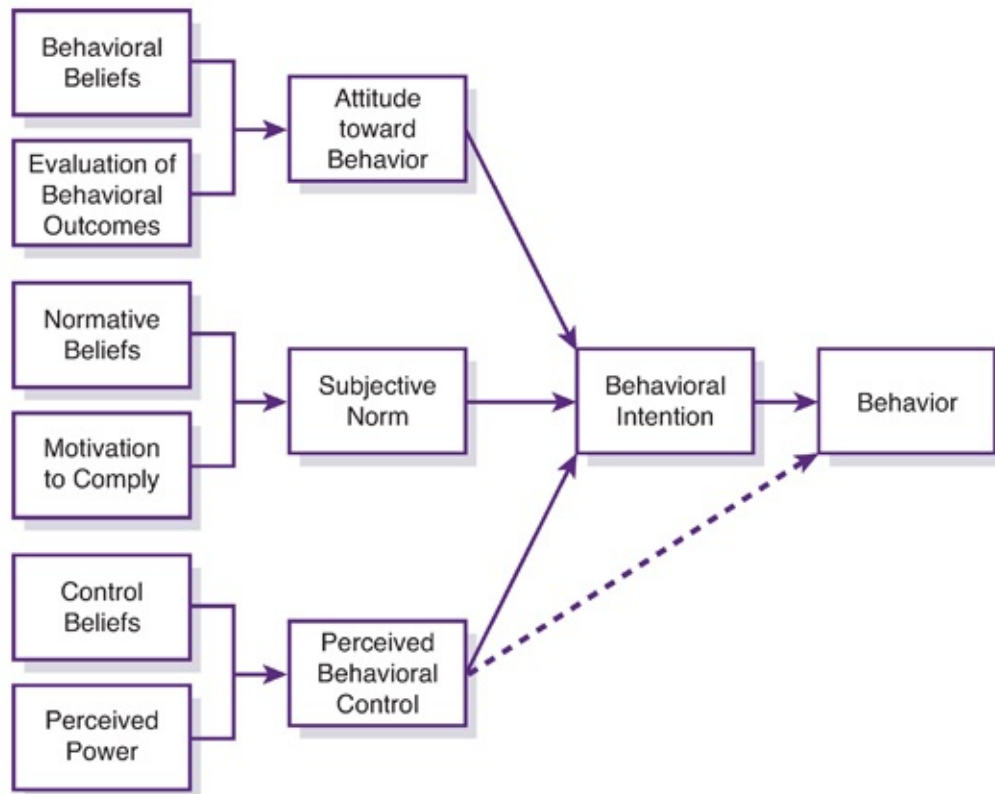 Behavioral
Beliefs
Evaluation of
Behavioral
Outcomes
Attitude
toward
Behavior
Normative
Beliefs
Motivation
to Comply
Subjective
Norm
Control
Beliefs
Perceived
Power
Perceived
Behavioral
Control
Behavioral
Intention
Behavior